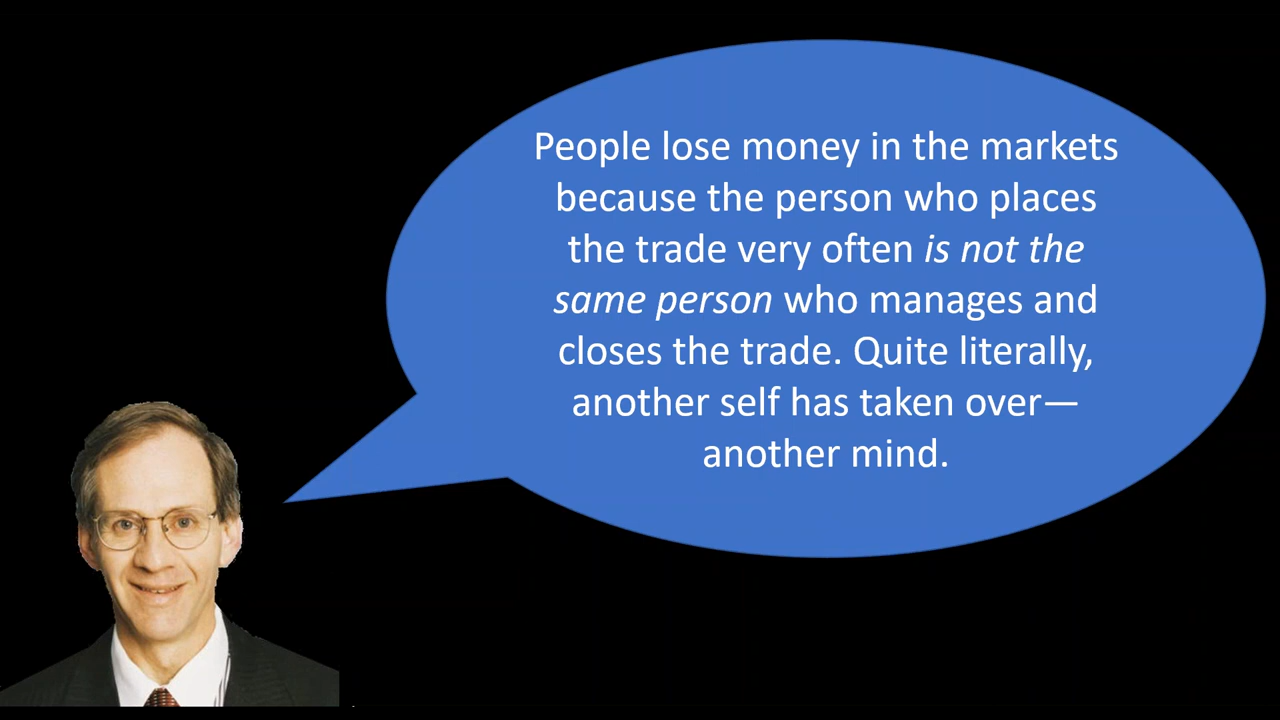 People lose money in the markets
because the person who places
the trade very often is not the
same person who manages and
closes the trade. Quite literally,
another self has taken over—
another mind.